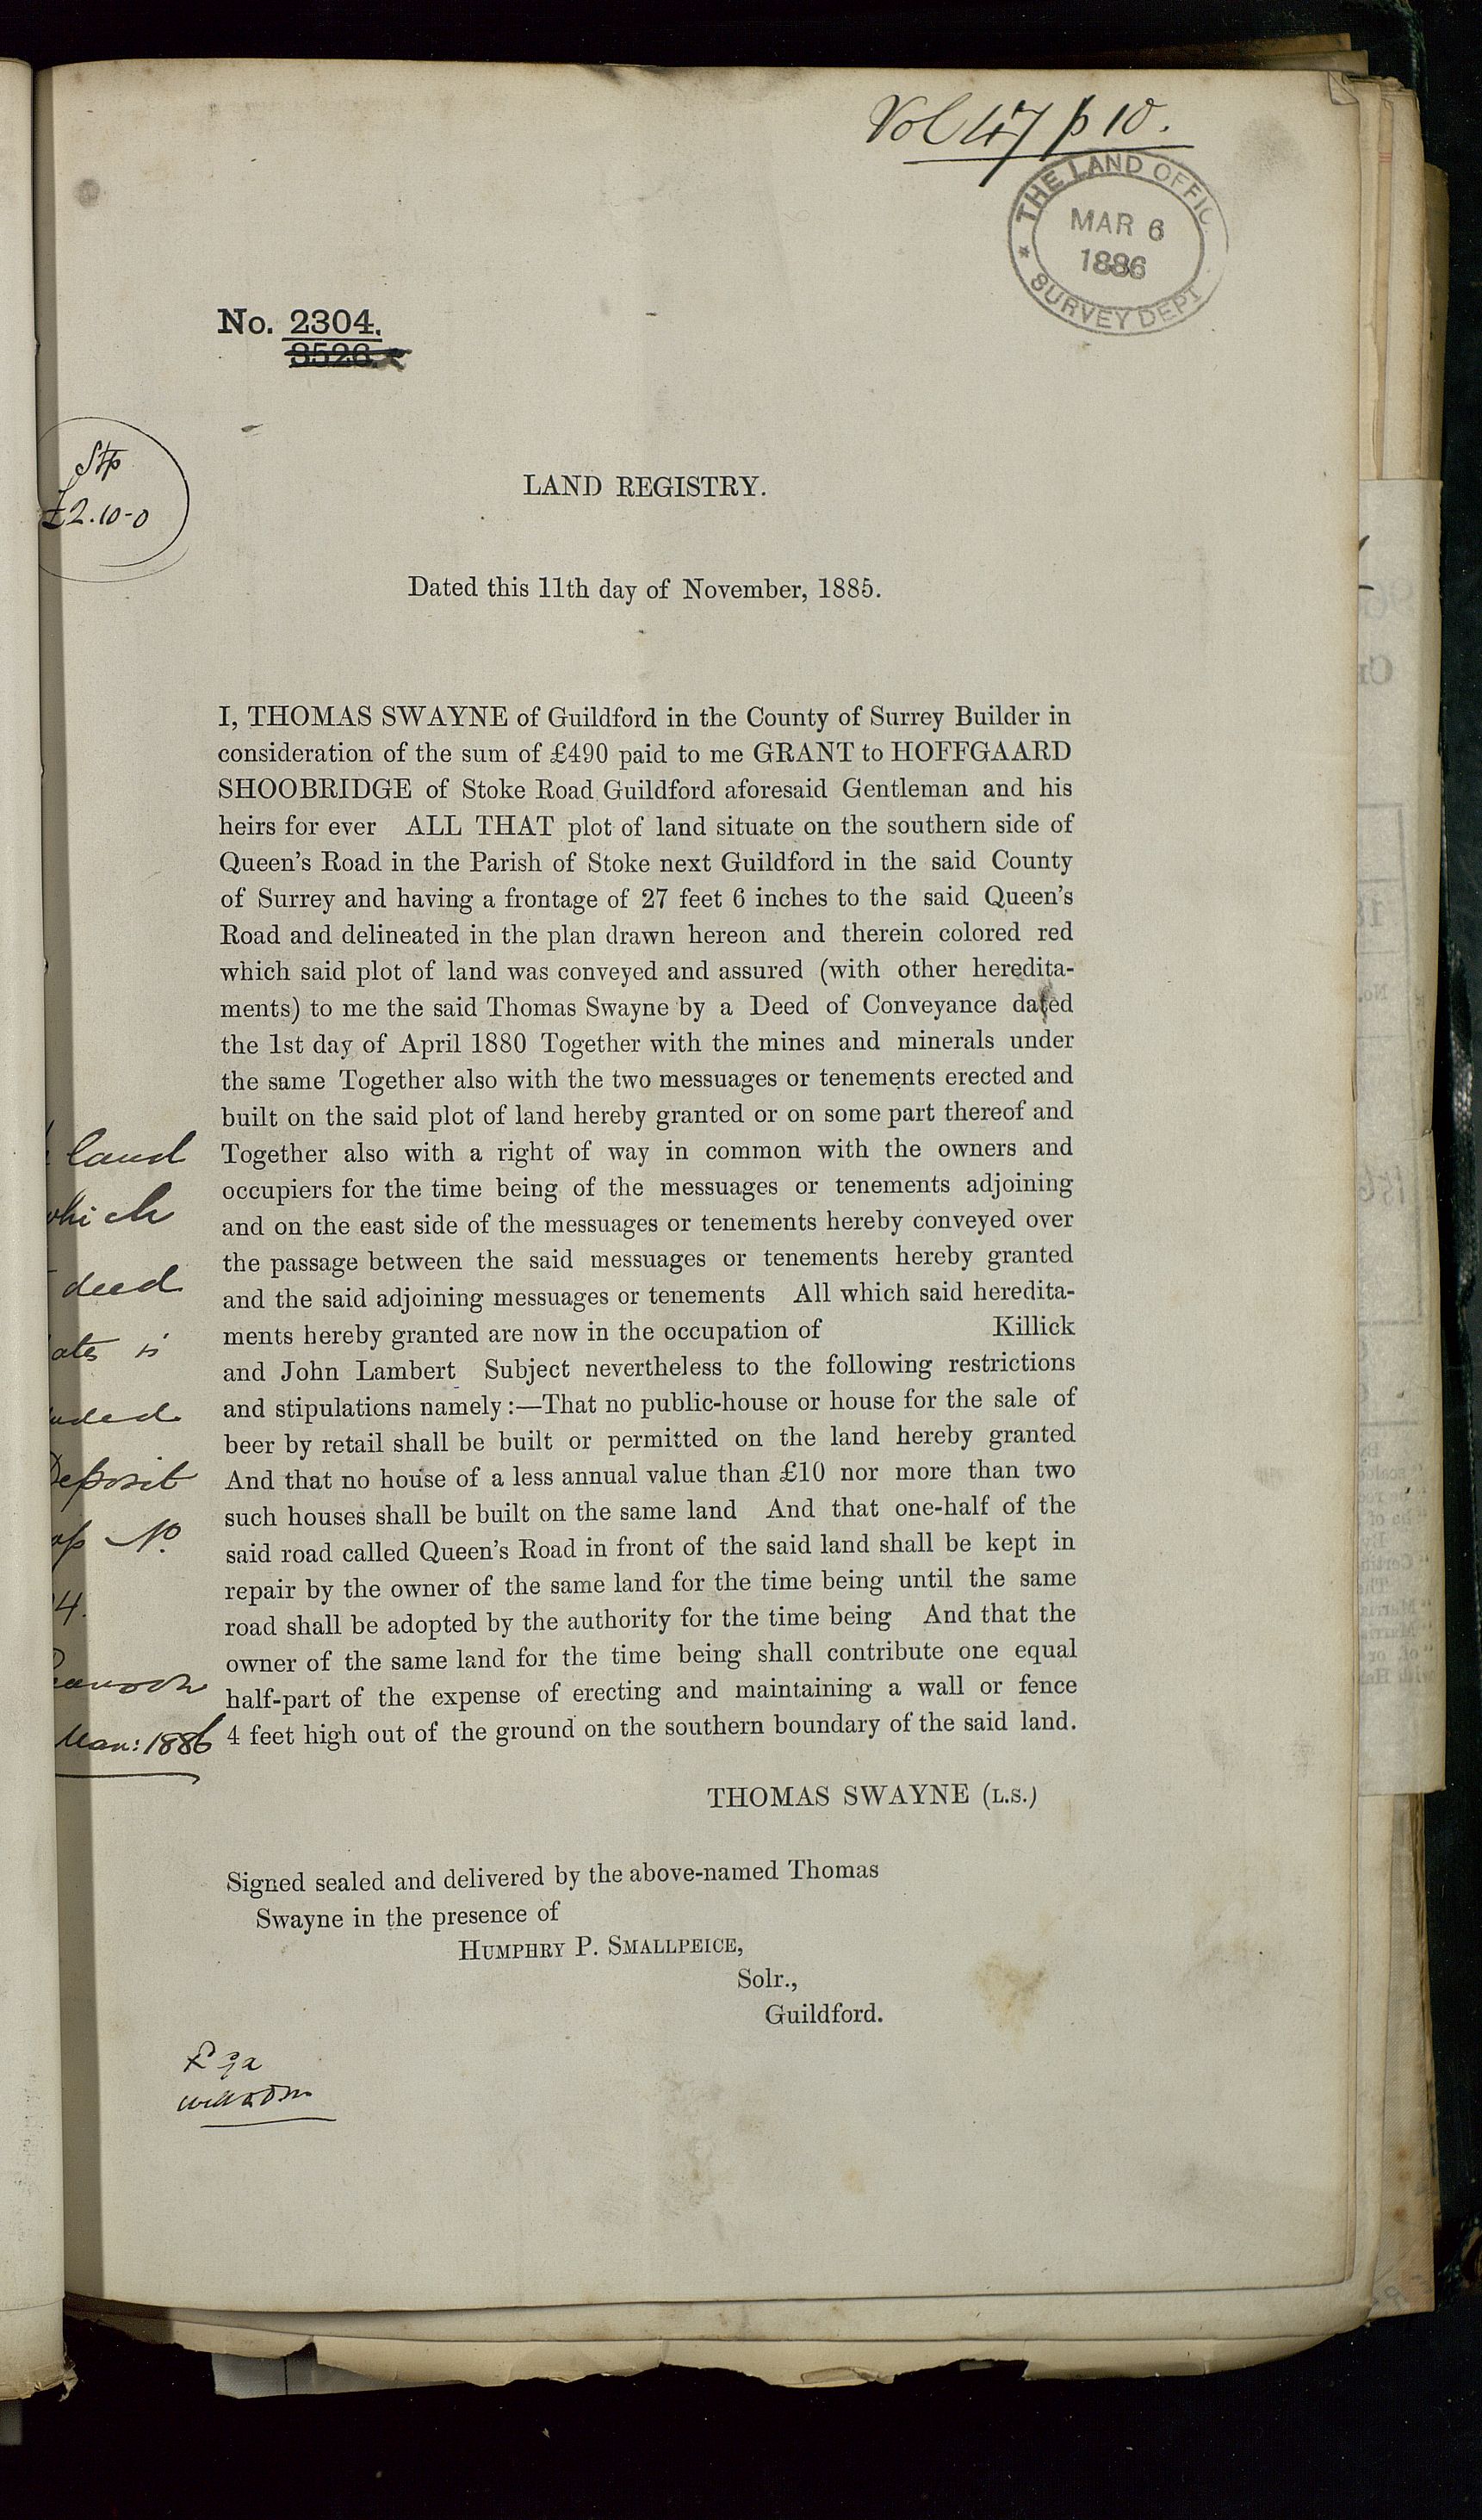 Vol 47 p 10.
THE LAND OFFIC
MAR 6
1886
SURVEY DEPT
No. 2304.
3526.
Stp
£2.10-0
LAND REGISTRY.
Dated this 11th day of November, 1885.
I, THOMAS SWAYNE of Guildford in the County of Surrey Builder in
consideration of the sum of £490 paid to me GRANT to HOFFGAARD
SHOOBRIDGE of Stoke Road Guildford aforesaid Gentleman and his
heirs for ever ALL THAT plot of land situate on the southern side of
Queen's Road in the Parish of Stoke next Guildford in the said County
of Surrey and having a frontage of 27 feet 6 inches to the said Queen's
Road and delineated in the plan drawn hereon and therein colored red
which said plot of land was conveyed and assured (with other heredita-
ments) to me the said Thomas Swayne by a Deed of Conveyance dated
the 1st day of April 1880 Together with the mines and minerals under
the same Together also with the two messuages or tenements erected and
built on the said plot of land hereby granted or on some part thereof and
Together also with a right of way in common with the owners and
occupiers for the time being of the messuages or tenements adjoining
and on the east side of the messuages or tenements hereby conveyed over
the passage between the said messuages or tenements hereby granted
and the said adjoining messuages or tenements All which said heredita-
ments hereby granted are now in the occupation of Killick
and John Lambert Subject nevertheless to the following restrictions
and stipulations namely:—That no public-house or house for the sale of
beer by retail shall be built or permitted on the land hereby granted
And that no house of a less annual value than £10 nor more than two
such houses shall be built on the same land And that one-half of the
said road called Queen's Road in front of the said land shall be kept in
repair by the owner of the same land for the time being until the same
road shall be adopted by the authority for the time being And that the
owner of the same land for the time being shall contribute one equal
half-part of the expense of erecting and maintaining a wall or fence
4 feet high out of the ground on the southern boundary of the said land.
land
which
deed
ates is
uded
Deposit
No
4.
Mar: 1886
THOMAS SWAYNE (L.S.)
Signed sealed and delivered by the above-named Thomas
Swayne in the presence of
HUMPHRY P. SMALLPEICE,
Solr.,
Guildford.